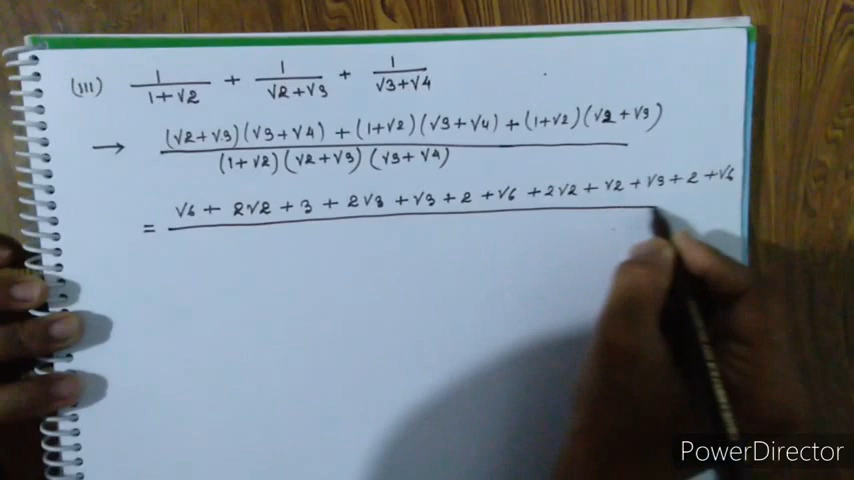 (III) 1/(1+√2) + 1/(√2+√3) + 1/(√3+√4)
→ ((√2+√3)(√3+√4) + (1+√2)(√3+√4) + (1+√2)(√2+√3))/((1+√2)(√2+√3)(√3+√4))
= √6 + 2√2 + 3 + 2√3 + √3 + 2 + √6 + 2√2 + √2 + √3 + 2 + √6
PowerDirector